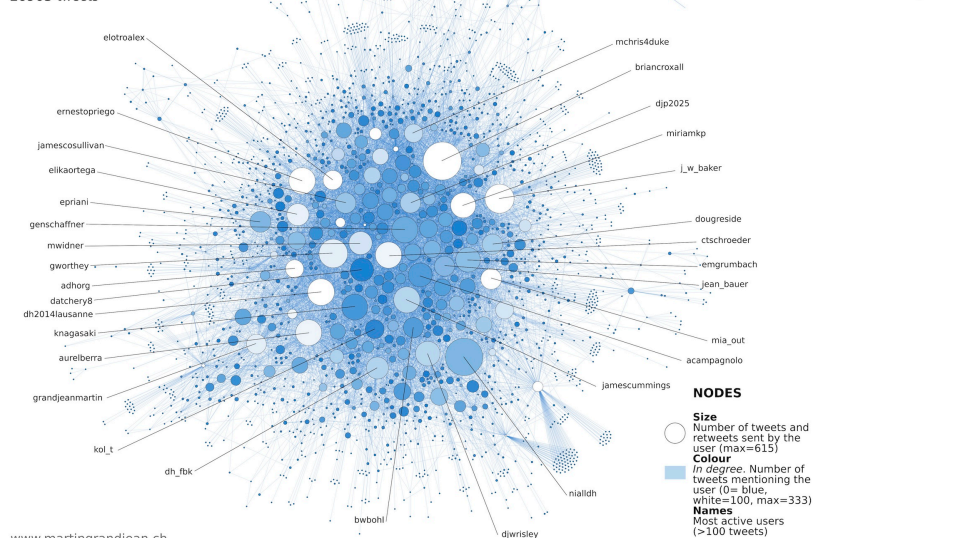 elotroalex
ernestopriego
jamescosullivan
elikaortega
epriani
genschaffner
mwidner
gworthey
adhorg
datchery8
dh2014lausanne
knagasaki
aurelberra
grandjeanmartin
kol_t
dh_fbk
bwbohl
djwrisley
nialldh
mchris4duke
briancroxall
djp2025
miriamkp
j_w_baker
dougreside
ctschroeder
emgrumbach
jean_bauer
mia_out
acampagnolo
jamescummings
NODES
Size
Number of tweets and
retweets sent by the
user (max=615)
Colour
In degree. Number of
tweets mentioning the
user (0= blue,
white=100, max=333)
Names
Most active users
(>100 tweets)
www.martingrandjean.ch